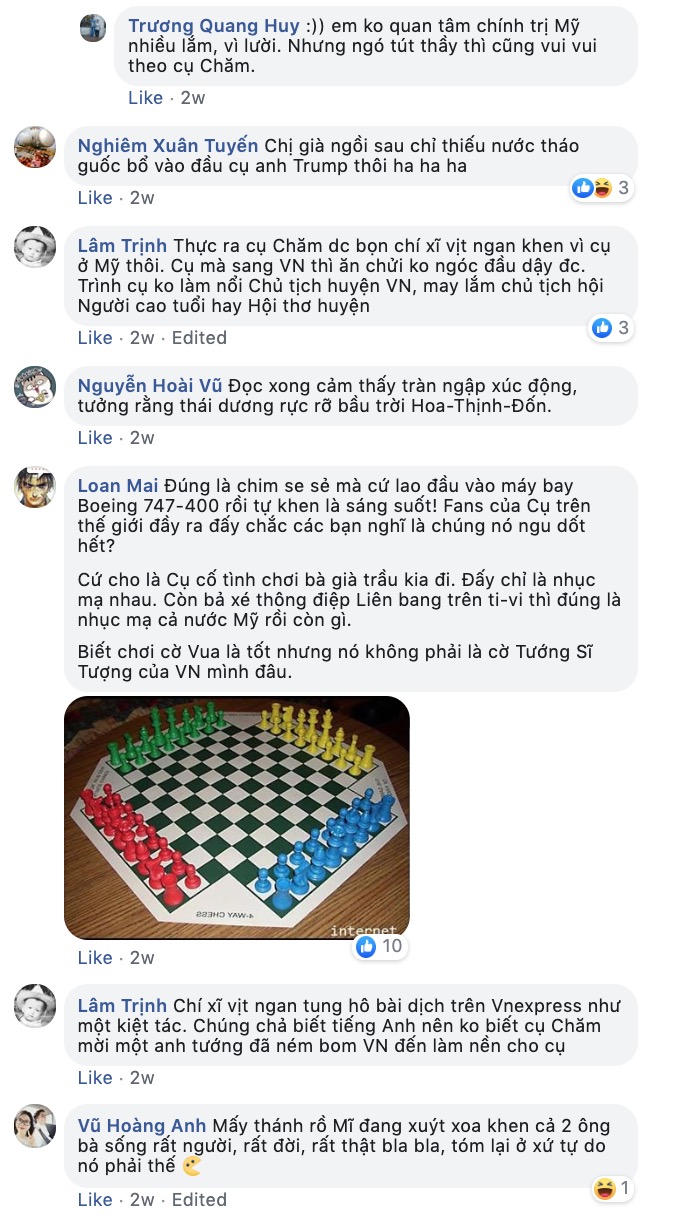 Trương Quang Huy :)) em ko quan tâm chính trị Mỹ
nhiều lắm, vì lười. Nhưng ngó tút thầy thì cũng vui vui
theo cụ Chăm.
Like · 2w
Nghiêm Xuân Tuyến Chị già ngồi sau chỉ thiếu nước tháo
guốc bổ vào đầu cụ anh Trump thôi ha ha ha
3
Like · 2w
Lâm Trịnh Thực ra cụ Chăm dc bọn chí xĩ vịt ngan khen vì cụ
ở Mỹ thôi. Cụ mà sang VN thì ăn chửi ko ngóc đầu dậy đc.
Trình cụ ko làm nổi Chủ tịch huyện VN, may lắm chủ tịch hội
Người cao tuổi hay Hội thơ huyện
3
Like · 2w · Edited
Nguyễn Hoài Vũ Đọc xong cảm thấy tràn ngập xúc động,
tưởng rằng thái dương rực rỡ bầu trời Hoa-Thịnh-Đốn.
Like · 2w
Loan Mai Đúng là chim se sẻ mà cứ lao đầu vào máy bay
Boeing 747-400 rồi tự khen là sáng suốt! Fans của Cụ trên
thế giới đầy ra đấy chắc các bạn nghĩ là chúng nó ngu dốt
hết?
Cứ cho là Cụ cố tình chơi bà già trầu kia đi. Đấy chỉ là nhục
mạ nhau. Còn bả xé thông điệp Liên bang trên ti-vi thì đúng là
nhục mạ cả nước Mỹ rồi còn gì.
Biết chơi cờ Vua là tốt nhưng nó không phải là cờ Tướng Sĩ
Tượng của VN mình đâu.
4-WAY CHESS
internet
10
Like · 2w
Lâm Trịnh Chí xĩ vịt ngan tung hô bài dịch trên Vnexpress như
một kiệt tác. Chúng chả biết tiếng Anh nên ko biết cụ Chăm
mời một anh tướng đã ném bom VN đến làm nền cho cụ
Like · 2w
Vũ Hoàng Anh Mấy thánh rồ Mĩ đang xuýt xoa khen cả 2 ông
bà sống rất người, rất đời, rất thật bla bla, tóm lại ở xứ tự do
nó phải thế
1
Like · 2w · Edited